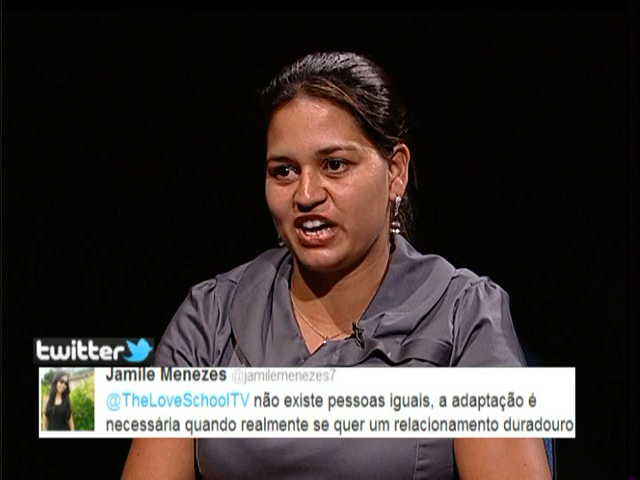 twitter
Jamile Menezes @jamilemenezes7
@TheLoveSchoolTV não existe pessoas iguais, a adaptação é
necessária quando realmente se quer um relacionamento duradouro